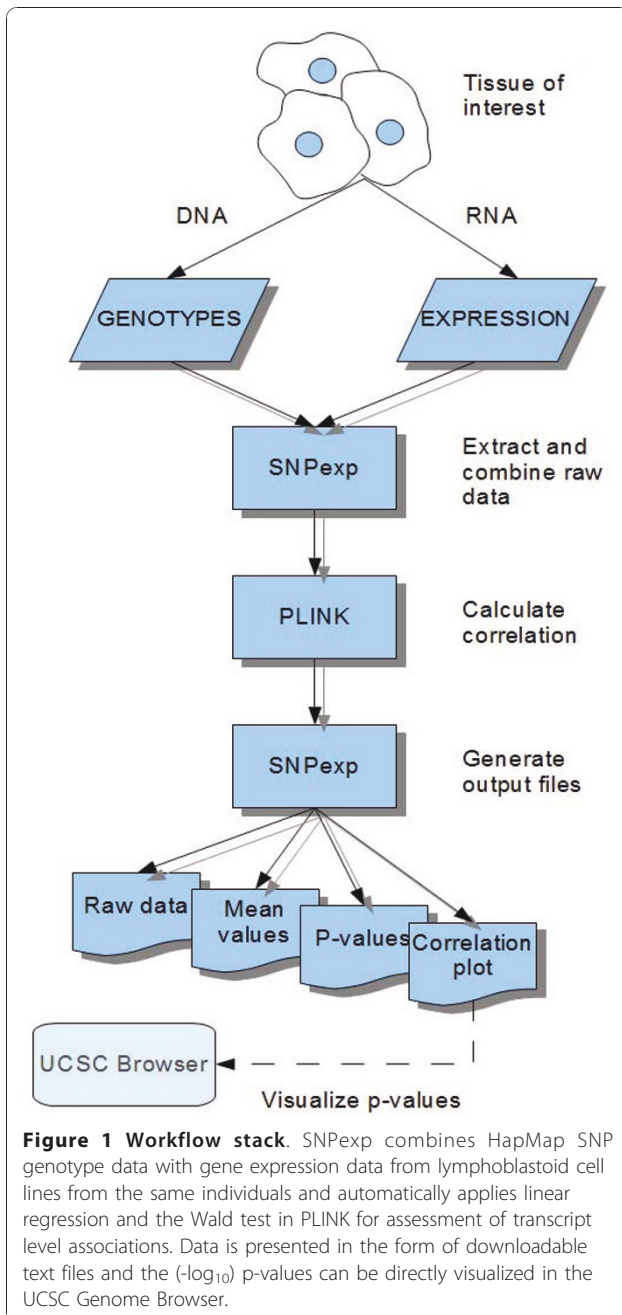 Tissue of
interest
DNA
RNA
GENOTYPES
EXPRESSION
SNPexp
Extract and
combine raw
data
PLINK
Calculate
correlation
SNPexp
Generate
output files
Raw data
Mean
values
P-values
Correlation
plot
UCSC Browser
Visualize p-values
Figure 1 Workflow stack. SNPexp combines HapMap SNP
genotype data with gene expression data from lymphoblastoid cell
lines from the same individuals and automatically applies linear
regression and the Wald test in PLINK for assessment of transcript
level associations. Data is presented in the form of downloadable
text files and the (-log₁₀) p-values can be directly visualized in the
UCSC Genome Browser.